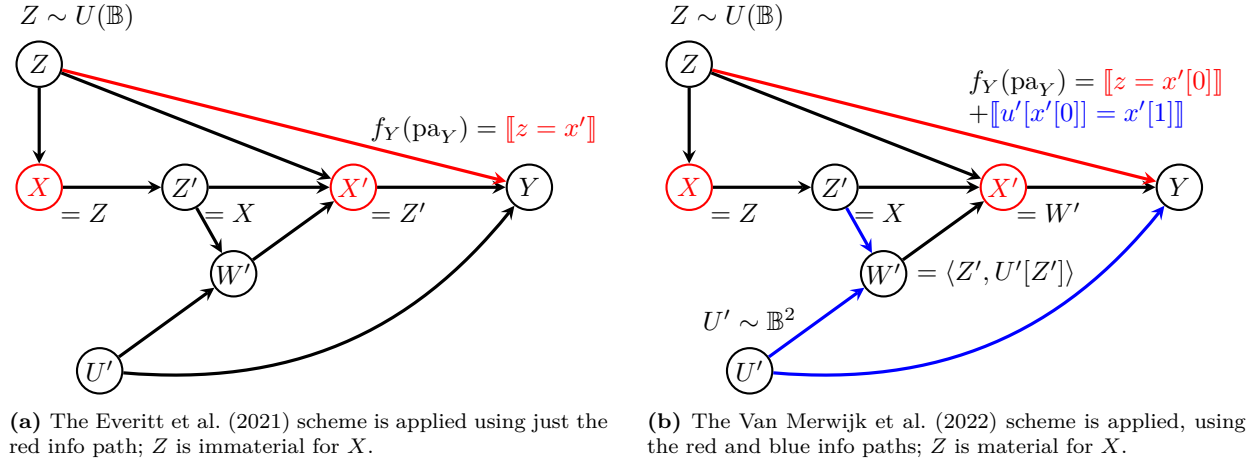 Z ∼ U(𝔹)
Z
f_Y(pa_Y) = ⟦z = x′⟧
X
= Z
Z′
= X
X′
= Z′
Y
W′
U′
(a) The Everitt et al. (2021) scheme is applied using just the
red info path; Z is immaterial for X.
Z ∼ U(𝔹)
Z
f_Y(pa_Y) = ⟦z = x′[0]⟧
+⟦u′[x′[0]] = x′[1]⟧
X
= Z
Z′
= X
X′
= W′
Y
W′ = ⟨Z′, U′[Z′]⟩
U′ ∼ 𝔹²
U′
(b) The Van Merwijk et al. (2022) scheme is applied, using
the red and blue info paths; Z is material for X.